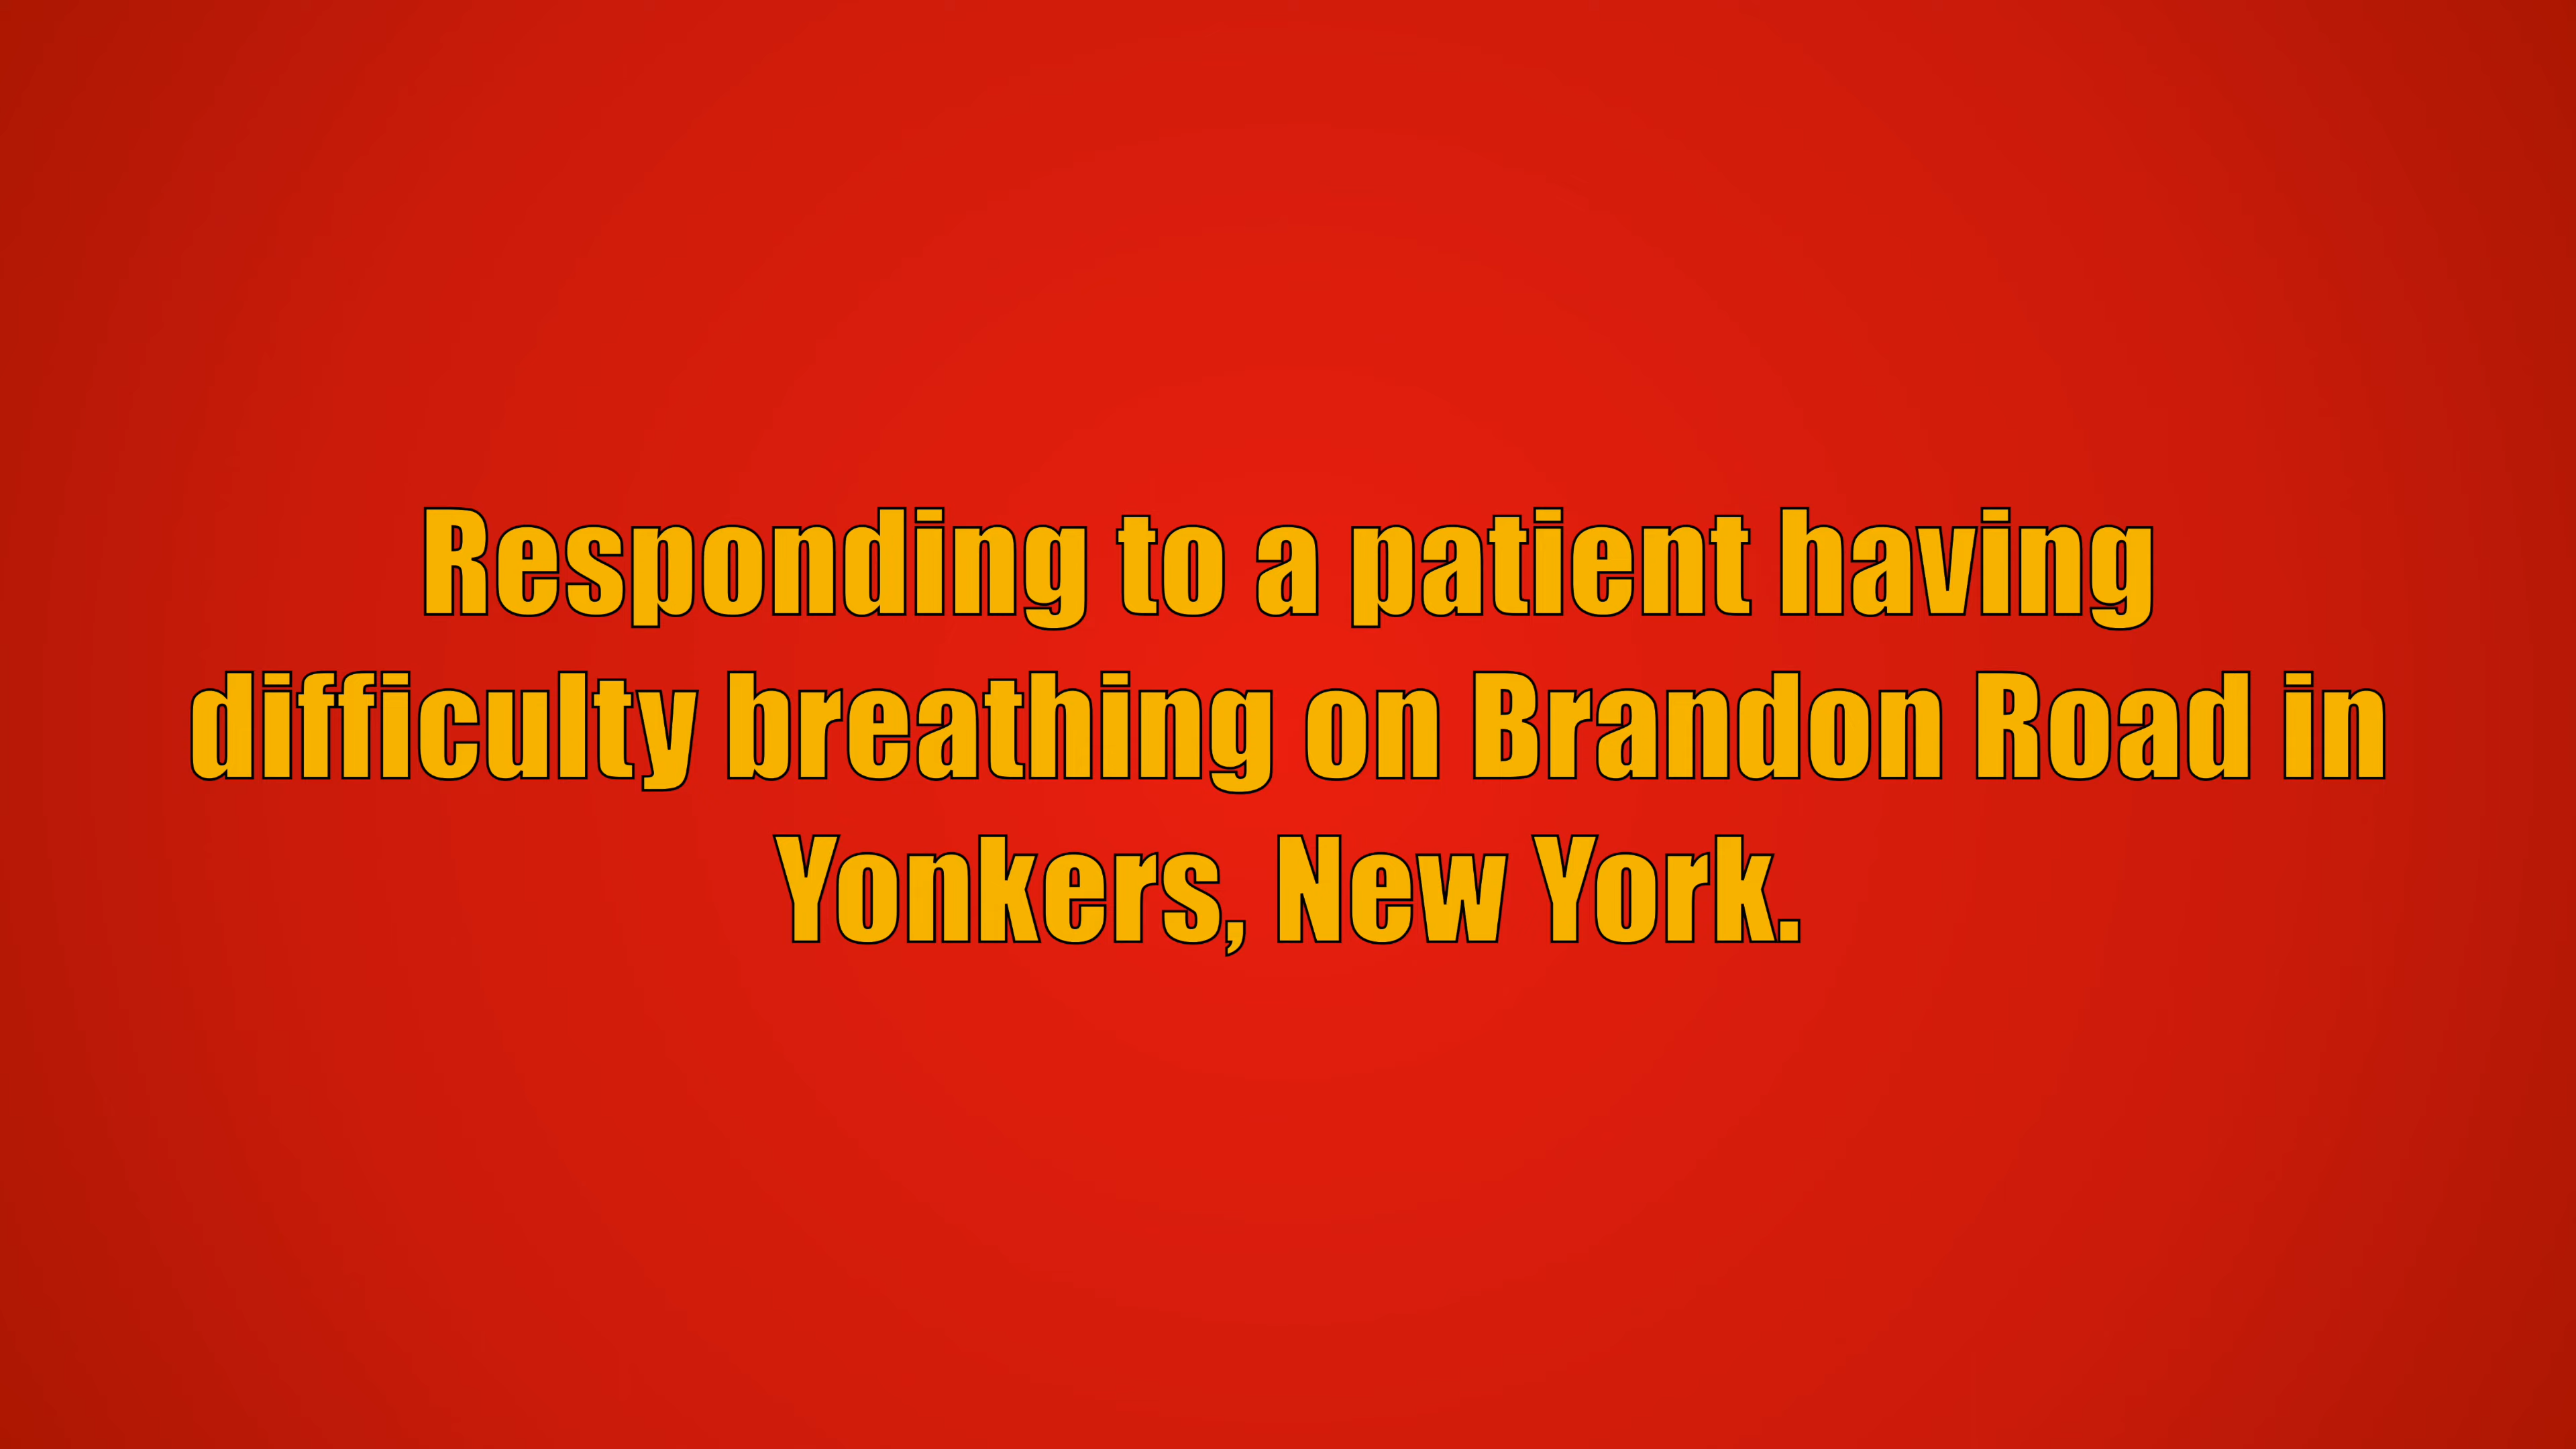 Responding to a patient having
difficulty breathing on Brandon Road in
Yonkers, New York.